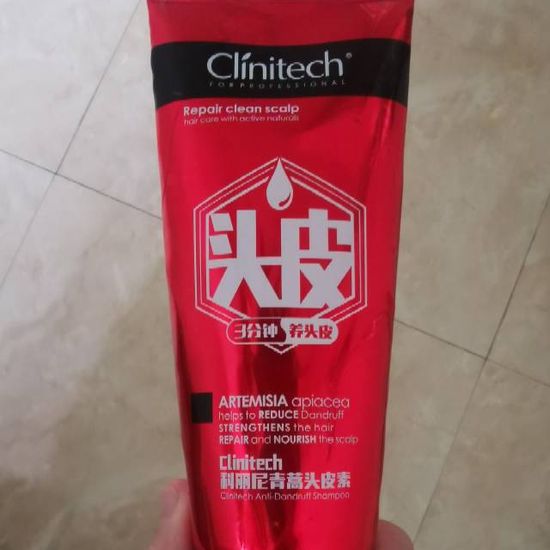 Clinitech®
FOR PROFESSIONAL
Repair clean scalp
hair care with active naturals
头皮
3分钟 养头皮
ARTEMISIA apiacea
helps to REDUCE Dandruff
STRENGTHENS the hair
REPAIR and NOURISH the scalp
Clinitech
科丽尼青蒿头皮素
Clinitech Anti-Dandruff Shampoo